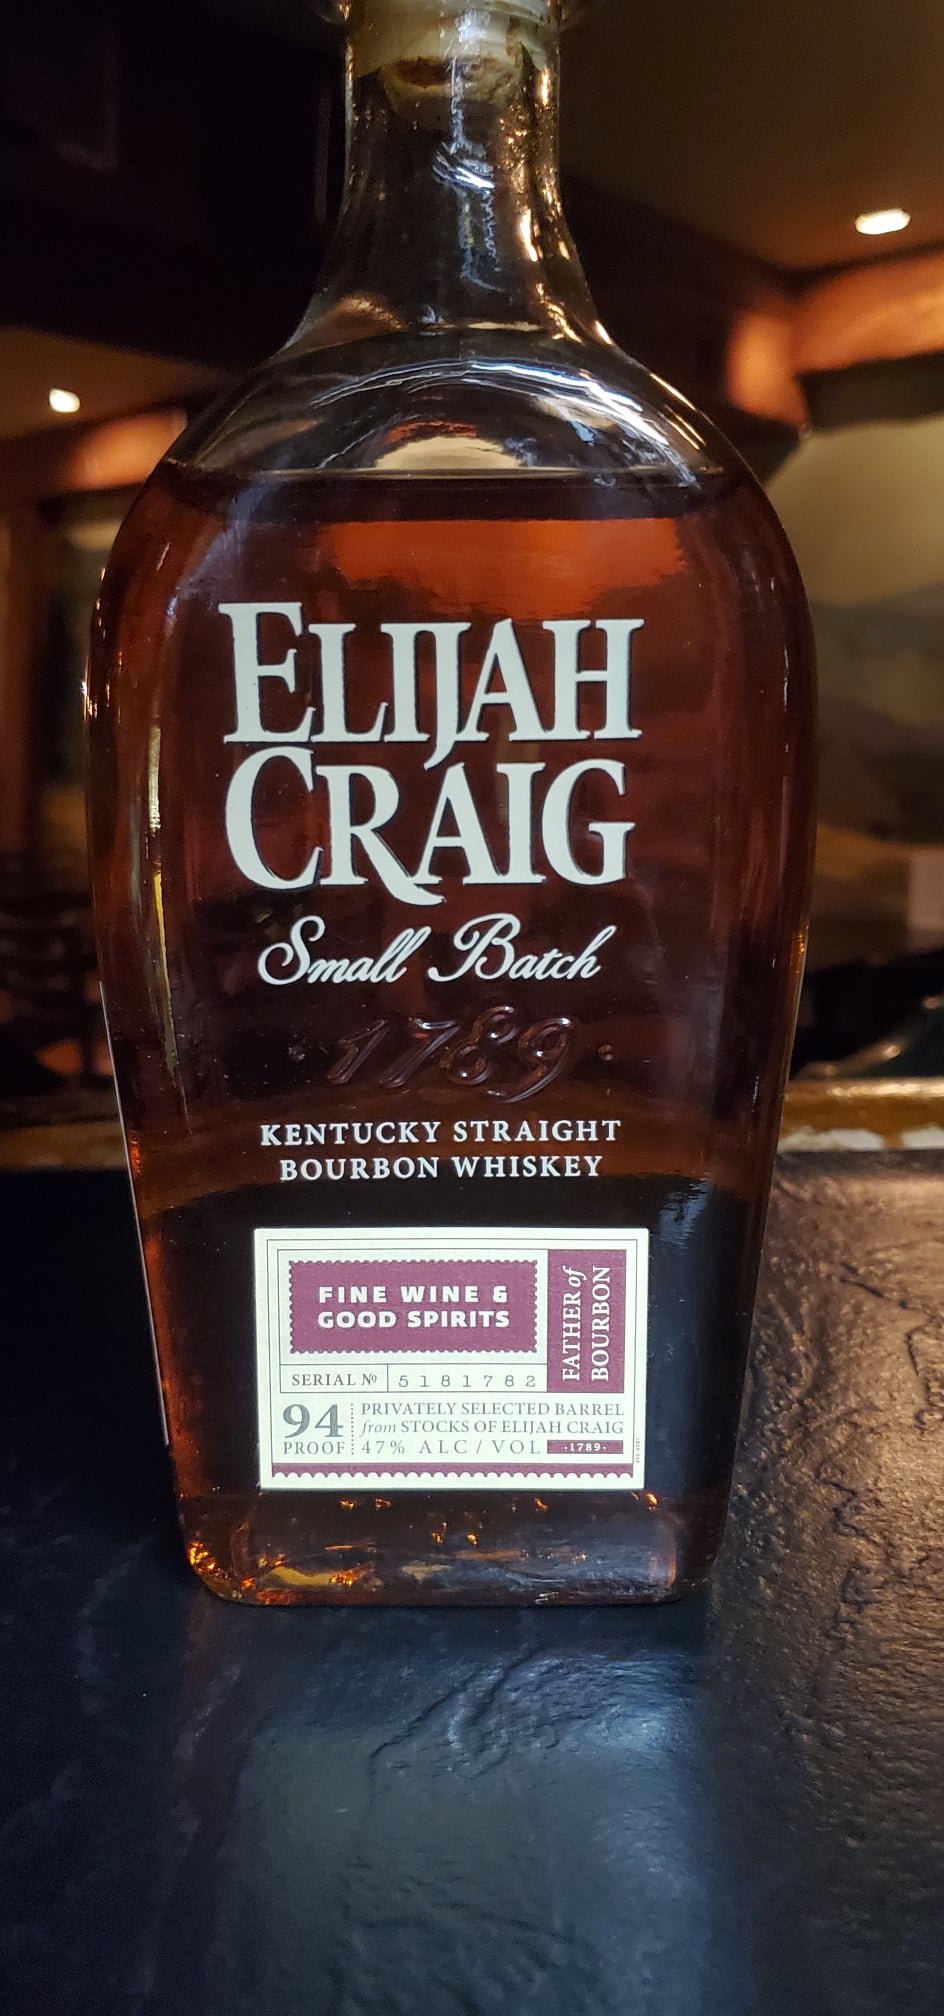 ELIJAH
CRAIG
Small Batch
· 1789 ·
KENTUCKY STRAIGHT
BOURBON WHISKEY
FINE WINE &
GOOD SPIRITS
FATHER of
BOURBON
SERIAL Nº 5181782
94
PROOF
PRIVATELY SELECTED BARREL
from STOCKS OF ELIJAH CRAIG
47% ALC/VOL ·1789·